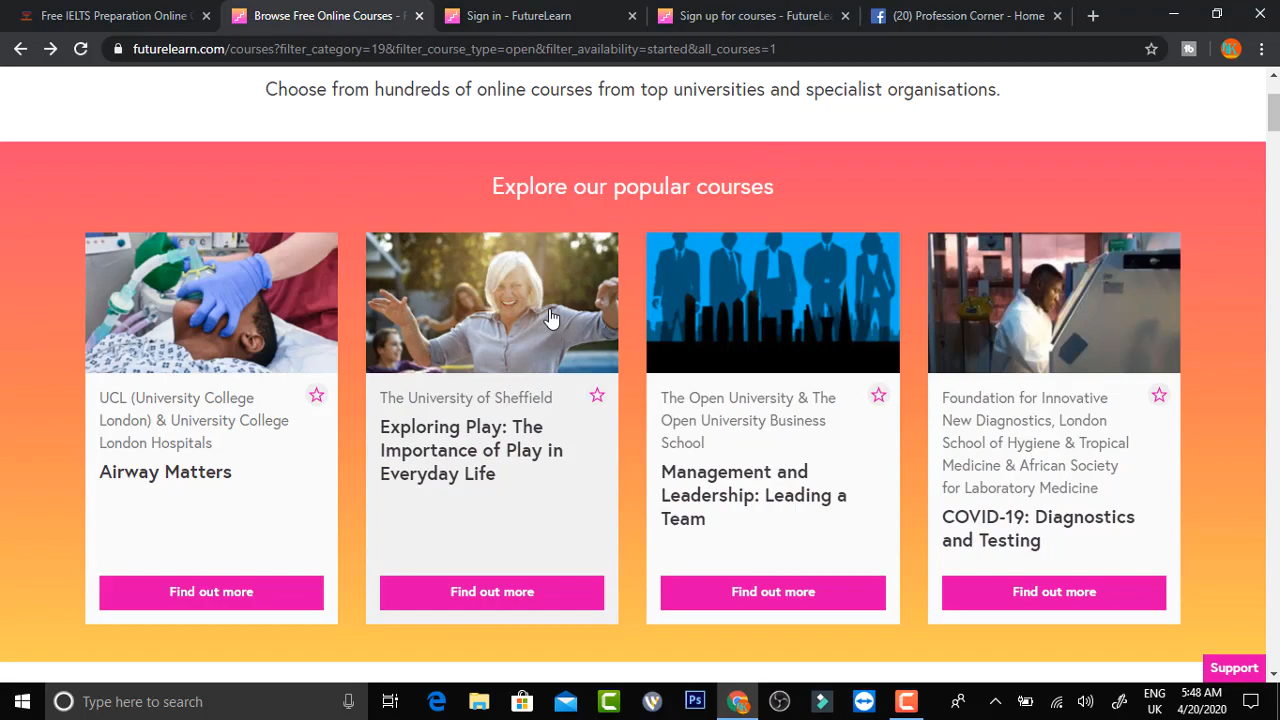 Free IELTS Preparation Online C
Browse Free Online Courses - F
Sign in - FutureLearn
Sign up for courses - FutureLea
(20) Profession Corner - Home
futurelearn.com/courses?filter_category=19&filter_course_type=open&filter_availability=started&all_courses=1
Choose from hundreds of online courses from top universities and specialist organisations.
Explore our popular courses
UCL (University College
London) & University College
London Hospitals
Airway Matters
Find out more
The University of Sheffield
Exploring Play: The
Importance of Play in
Everyday Life
Find out more
The Open University & The
Open University Business
School
Management and
Leadership: Leading a
Team
Find out more
Foundation for Innovative
New Diagnostics, London
School of Hygiene & Tropical
Medicine & African Society
for Laboratory Medicine
COVID-19: Diagnostics
and Testing
Find out more
Support
Type here to search
Ps
ENG
UK
5:48 AM
4/20/2020